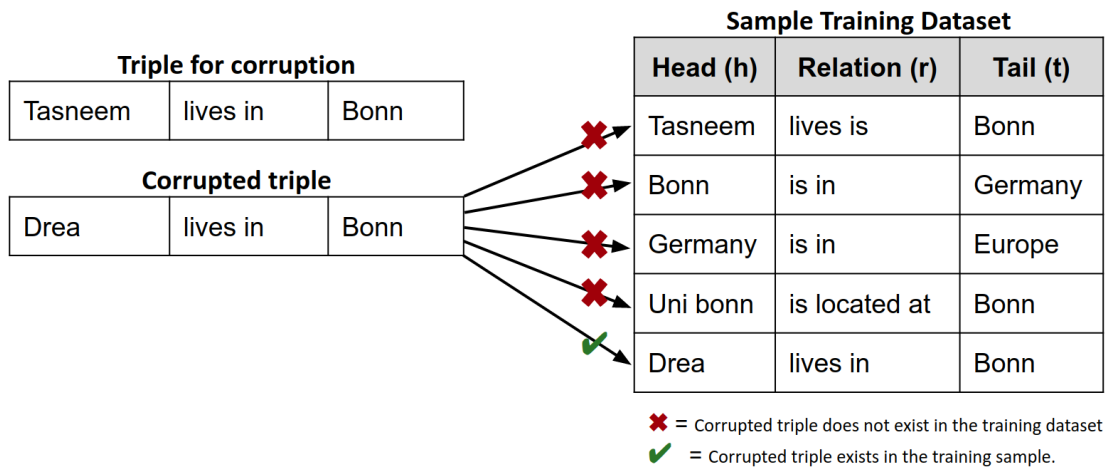 Sample Training Dataset
Triple for corruption
Tasneem lives in Bonn
Corrupted triple
Drea lives in Bonn
Head (h) Relation (r) Tail (t)
Tasneem lives is Bonn
Bonn is in Germany
Germany is in Europe
Uni bonn is located at Bonn
Drea lives in Bonn
✖ = Corrupted triple does not exist in the training dataset
✔ = Corrupted triple exists in the training sample.